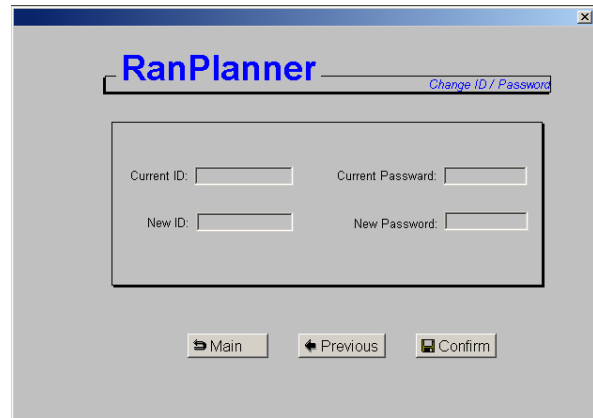 RanPlanner
Change ID / Password
Current ID: Current Passward:
New ID: New Password:
Main Previous Confirm